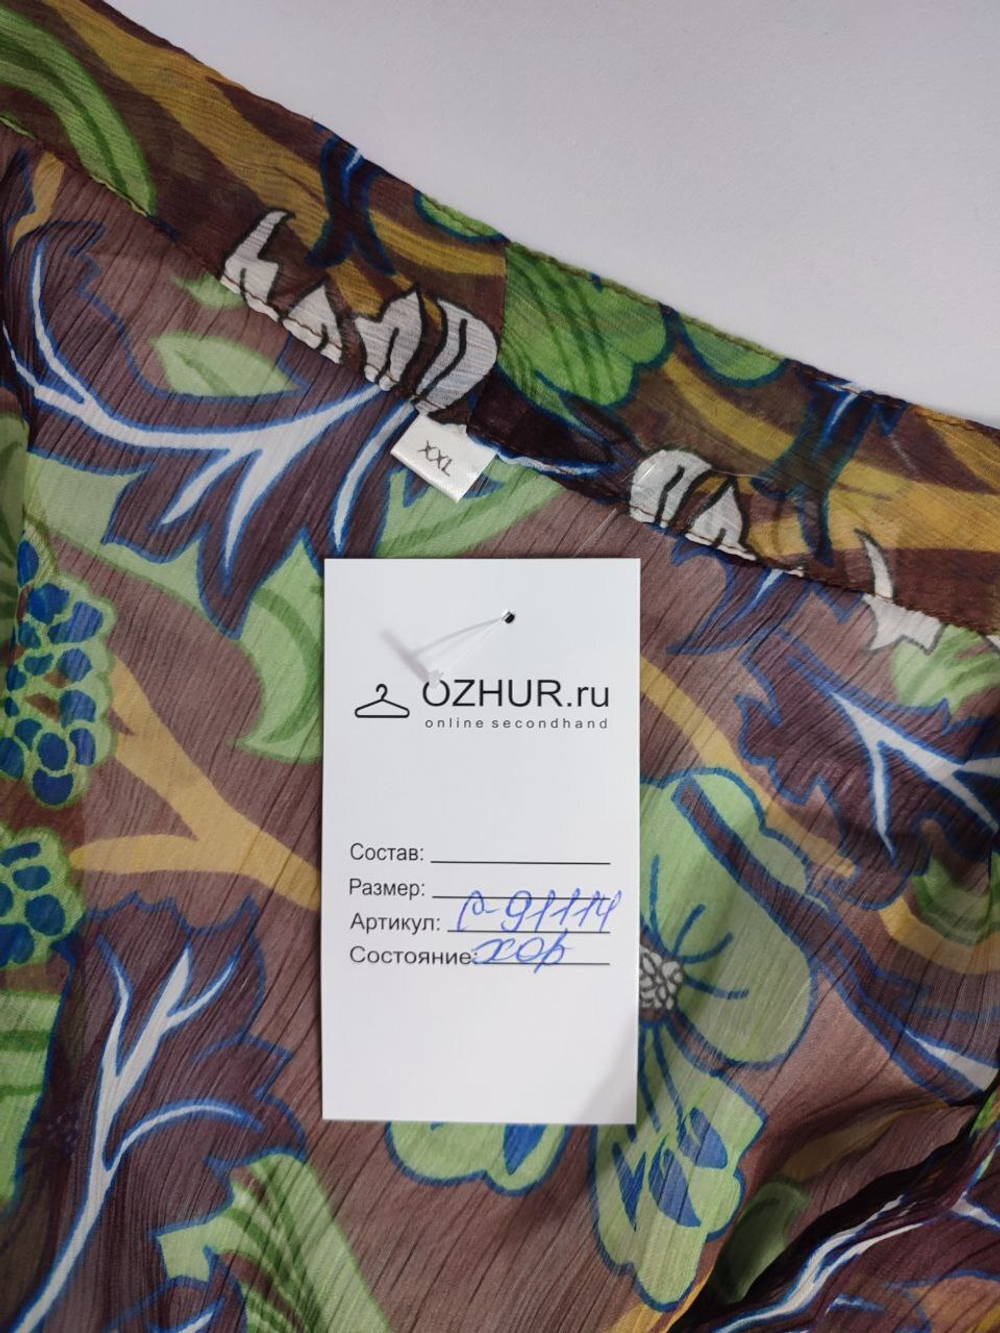 XXL
OZHUR.ru
online secondhand
Состав:
Размер:
Артикул: С-91114
Состояние: хор